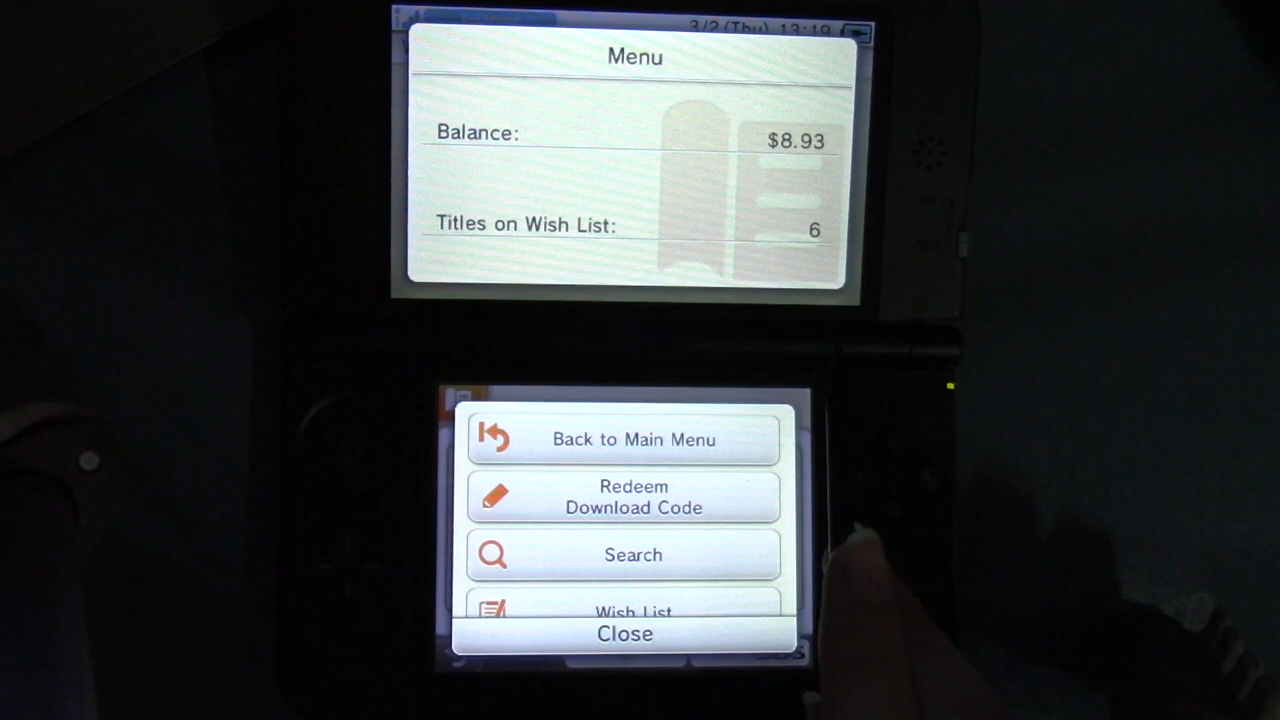 3/2 (Thu) 13:19
Menu
Balance:
$8.93
Titles on Wish List:
6
Back to Main Menu
Redeem
Download Code
Search
Wish List
Close